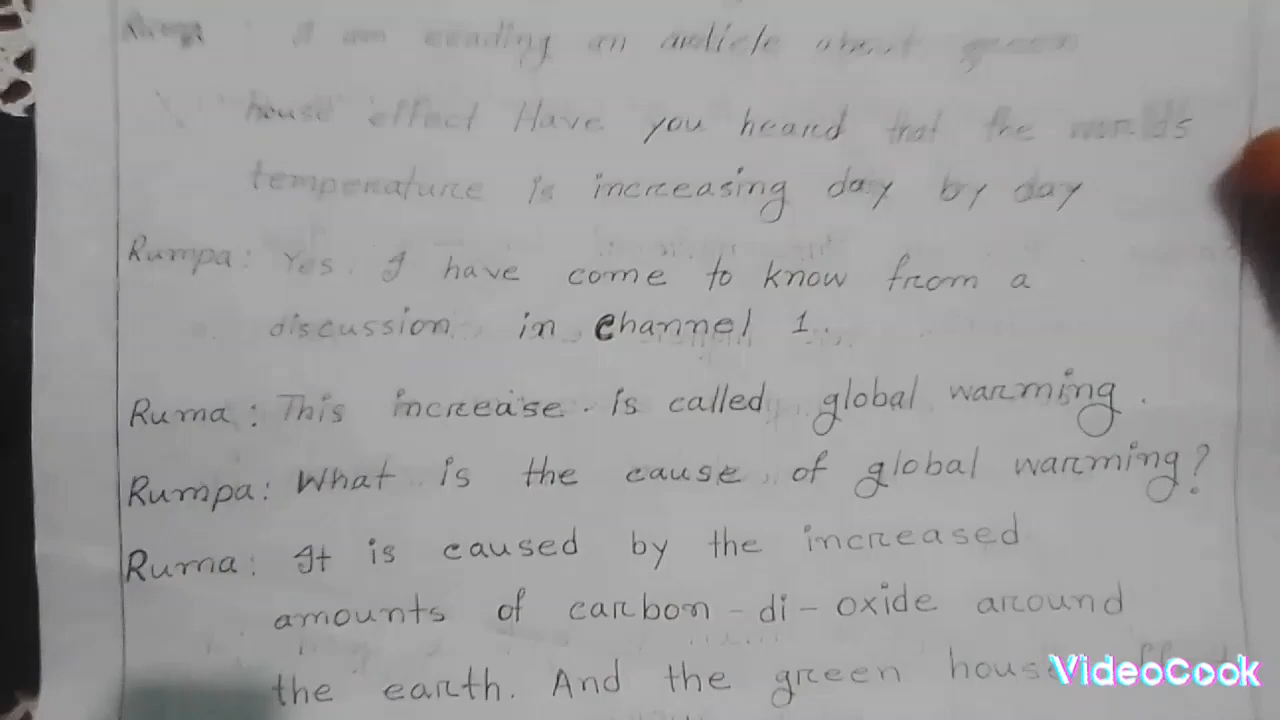 Ruma : I am reading an article about green
house effect Have you heard that the worlds
temperature is increasing day by day
Rumpa: Yes, I have come to know from a
discussion in channel 1.
Ruma : This increase is called global warming.
Rumpa: What is the cause of global warming?
Ruma: It is caused by the increased
amounts of carbon-di-oxide around
the earth. And the green house
VideoCook